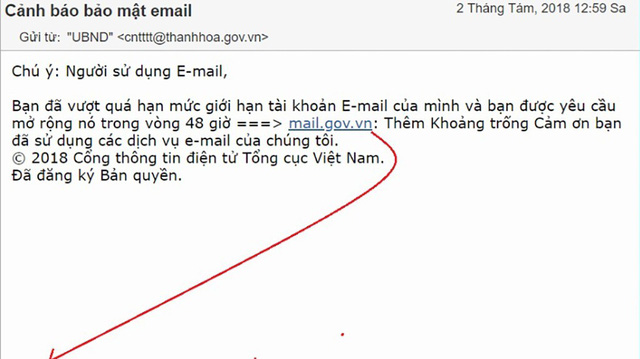 Cảnh báo bảo mật email
2 Tháng Tám, 2018 12:59 Sa
Gửi từ: "UBND" <cntttt@thanhhoa.gov.vn>
Chú ý: Người sử dụng E-mail,
Bạn đã vượt quá hạn mức giới hạn tài khoản E-mail của mình và bạn được yêu cầu
mở rộng nó trong vòng 48 giờ ===> mail.gov.vn: Thêm Khoảng trống Cảm ơn bạn
đã sử dụng các dịch vụ e-mail của chúng tôi.
© 2018 Cổng thông tin điện tử Tổng cục Việt Nam.
Đã đăng ký Bản quyền.